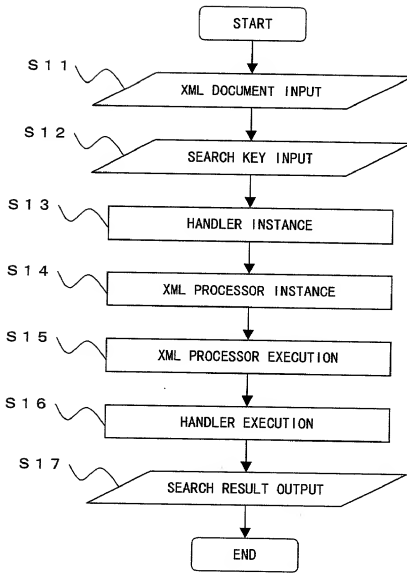 START
S11
XML DOCUMENT INPUT
S12
SEARCH KEY INPUT
S13
HANDLER INSTANCE
S14
XML PROCESSOR INSTANCE
S15
XML PROCESSOR EXECUTION
S16
HANDLER EXECUTION
S17
SEARCH RESULT OUTPUT
END